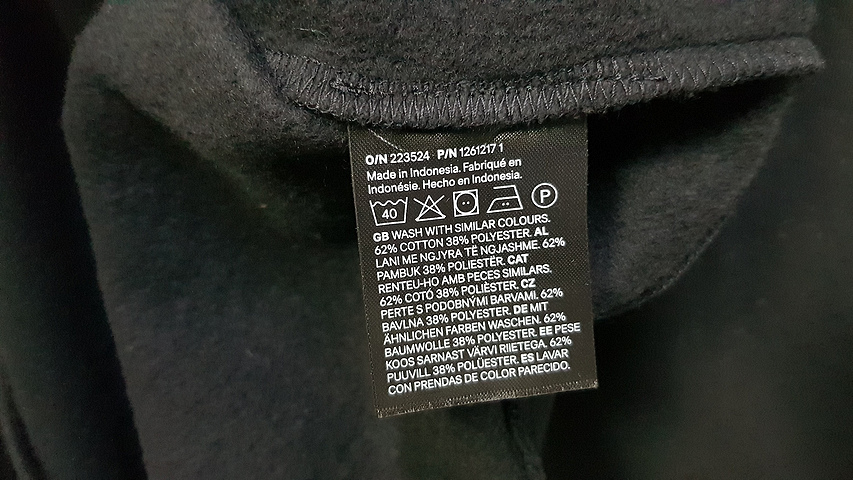 O/N 223524 P/N 1261217 1
Made in Indonesia. Fabriqué en
Indonésie. Hecho en Indonesia.
40 P
GB WASH WITH SIMILAR COLOURS.
62% COTTON 38% POLYESTER. AL
LANI ME NGJYRA TË NGJASHME. 62%
PAMBUK 38% POLIESTËR. CAT
RENTEU-HO AMB PECES SIMILARS.
62% COTÓ 38% POLIÈSTER. CZ
PERTE S PODOBNÝMI BARVAMI. 62%
BAVLNA 38% POLYESTER. DE MIT
ÄHNLICHEN FARBEN WASCHEN. 62%
BAUMWOLLE 38% POLYESTER. EE PESE
KOOS SARNAST VÄRVI RIIETEGA. 62%
PUUVILL 38% POLÜESTER. ES LAVAR
CON PRENDAS DE COLOR PARECIDO.